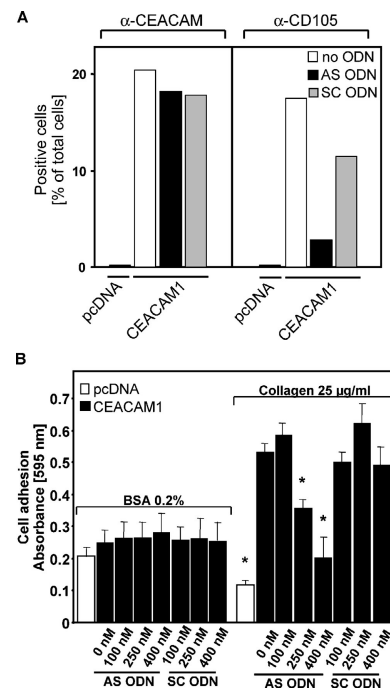 A
α-CEACAM
α-CD105
no ODN
AS ODN
SC ODN
Positive cells
[% of total cells]
20
10
0
pcDNA
CEACAM1
pcDNA
CEACAM1
B
pcDNA
CEACAM1
Collagen 25 µg/ml
BSA 0.2%
Cell adhesion
Absorbance [595 nm]
0.7
0.6
0.5
0.4
0.3
0.2
0.1
0
*
*
*
0 nM
100 nM
250 nM
400 nM
100 nM
250 nM
400 nM
0 nM
100 nM
250 nM
400 nM
100 nM
250 nM
400 nM
AS ODN
SC ODN
AS ODN
SC ODN